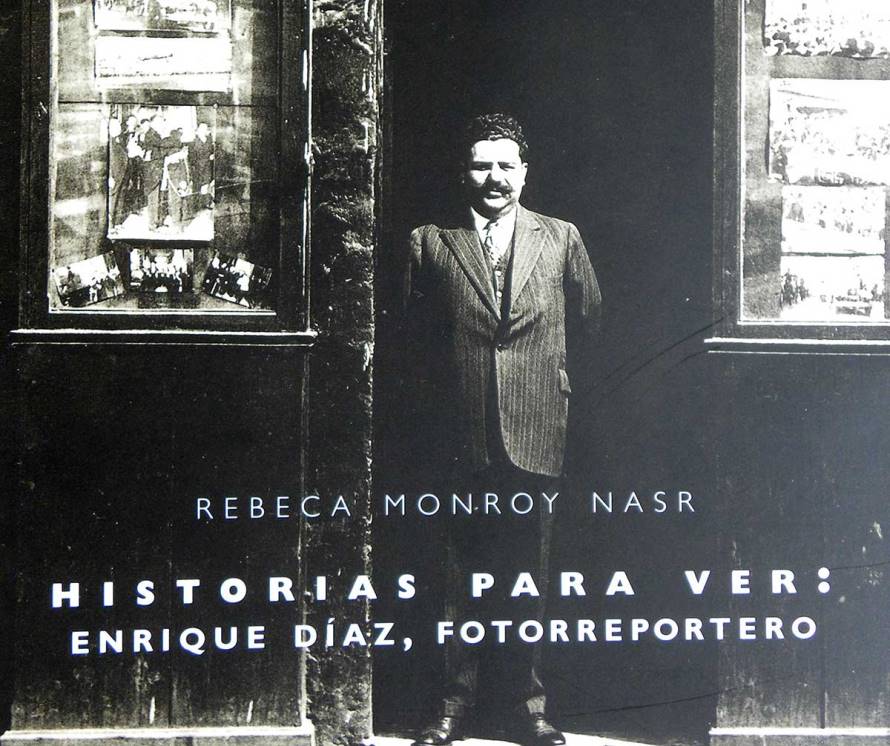 REBECA MONROY NASR
HISTORIAS PARA VER:
ENRIQUE DÍAZ, FOTORREPORTERO